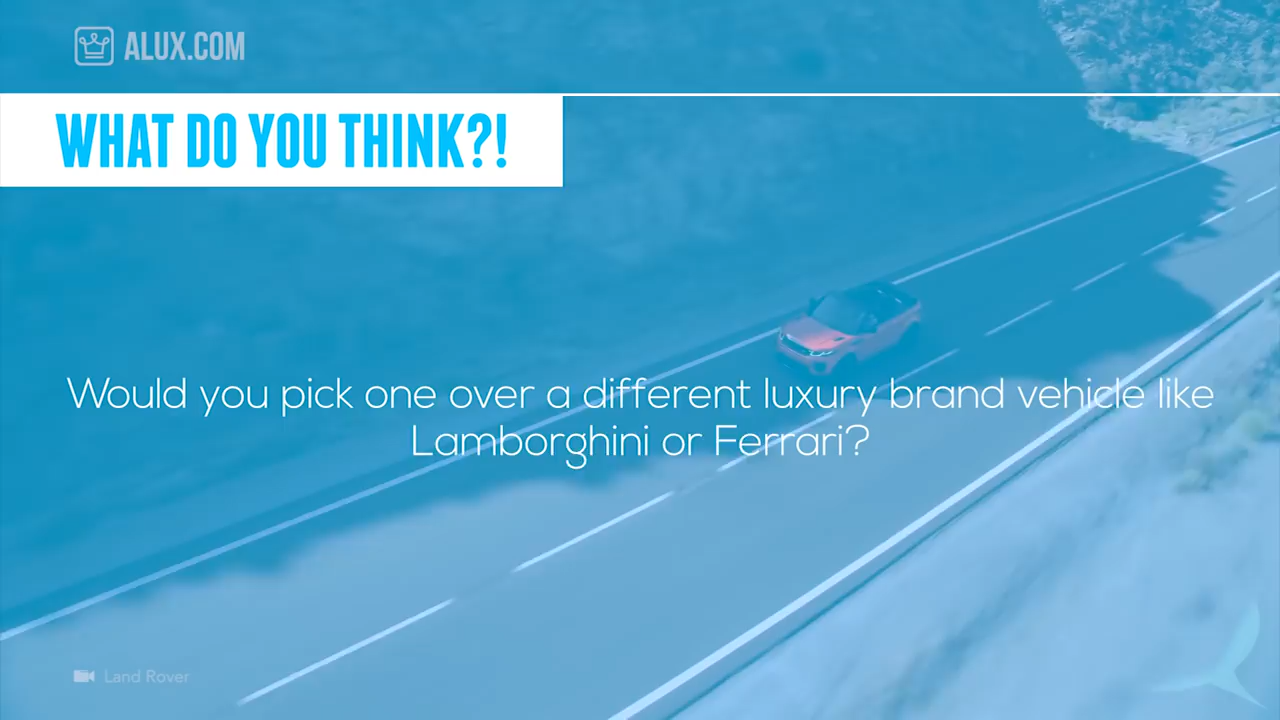 ALUX.COM
WHAT DO YOU THINK?!
Would you pick one over a different luxury brand vehicle like
Lamborghini or Ferrari?
Land Rover